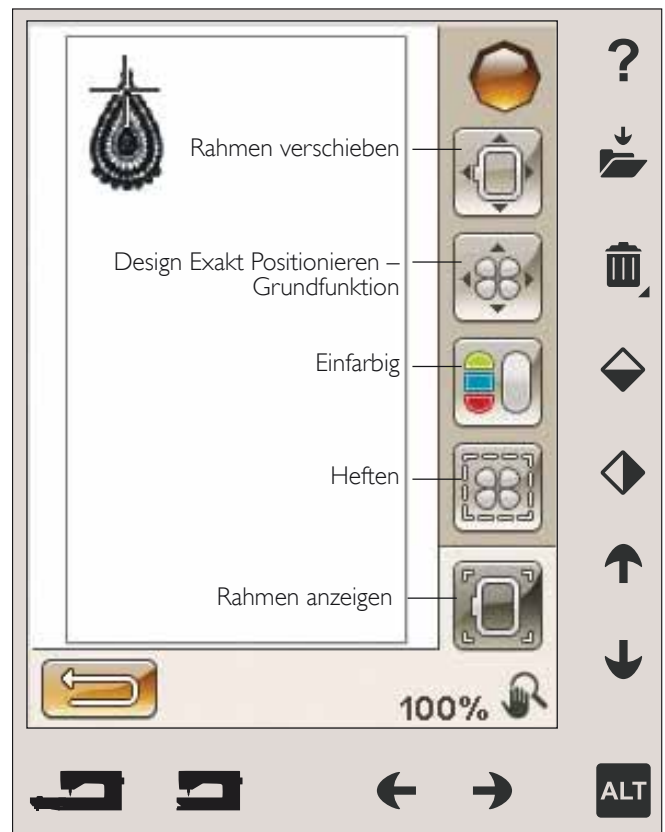 ?
Rahmen verschieben
Design Exakt Positionieren –
Grundfunktion
Einfarbig
Heften
Rahmen anzeigen
100%
ALT